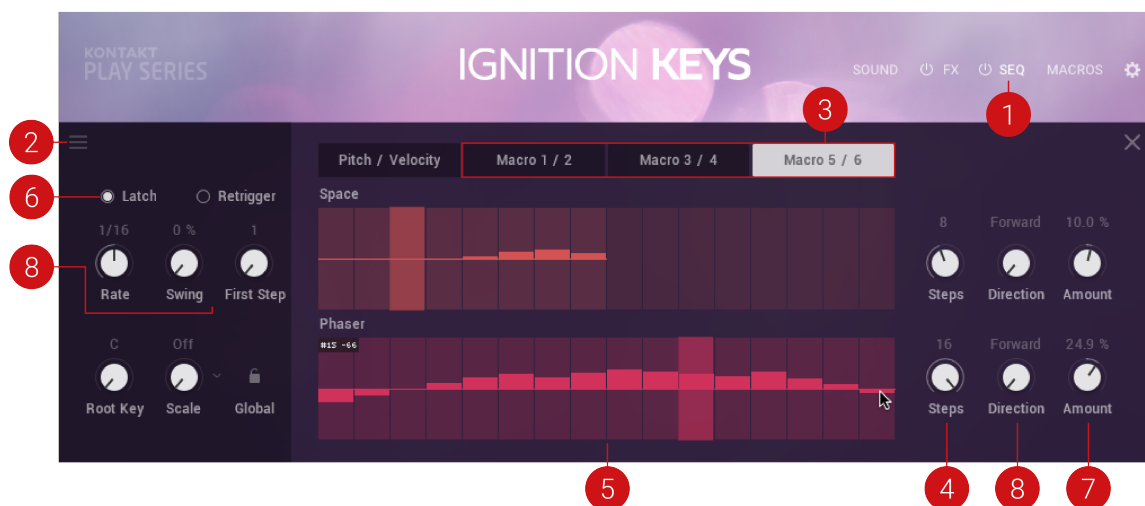 KONTAKT
PLAY SERIES
IGNITION KEYS
SOUND FX SEQ MACROS
1
3
2
Pitch / Velocity Macro 1 / 2 Macro 3 / 4 Macro 5 / 6
6
Latch Retrigger
Space
1/16 0 % 1
8 Forward 10.0 %
8
Rate Swing First Step
Steps Direction Amount
Phaser
#15 -66
C Off
16 Forward 24.9 %
Root Key Scale Global
Steps Direction Amount
5
4 8 7